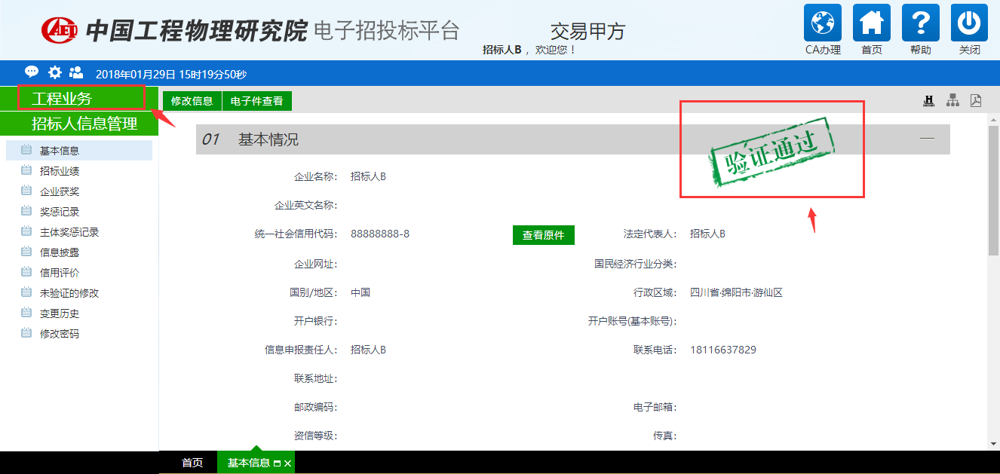 中国工程物理研究院 电子招投标平台
交易甲方
招标人B ，欢迎您！
CA办理 首页 帮助 关闭
2018年01月29日 15时19分50秒
工程业务
招标人信息管理
基本信息
招标业绩
企业获奖
奖惩记录
主体奖惩记录
信息披露
信用评价
未验证的修改
变更历史
修改密码
修改信息 电子件查看
01 基本情况
验证通过
企业名称: 招标人B
企业英文名称:
统一社会信用代码: 88888888-8 查看原件 法定代表人: 招标人B
企业网址: 国民经济行业分类:
国别/地区: 中国 行政区域: 四川省·绵阳市·游仙区
开户银行: 开户账号(基本账号):
信息申报责任人: 招标人B 联系电话: 18116637829
联系地址:
邮政编码: 电子邮箱:
资信等级: 传真:
首页 基本信息